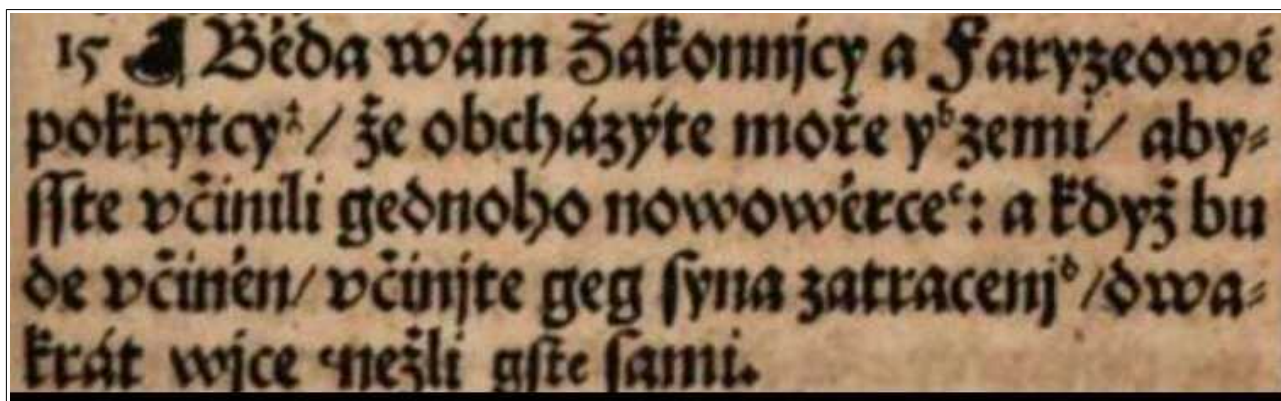 15 Běda wám Zákonnjcy a Faryzeowé
pokrytcy / že obcházýte moře y b zemi / aby⸗
ſſte včinili gednoho nowowěrce c: a když bu
de včiněn / včinjte geg ſyna zatracenj d / dwa⸗
krát wjce nežli gſte ſami.